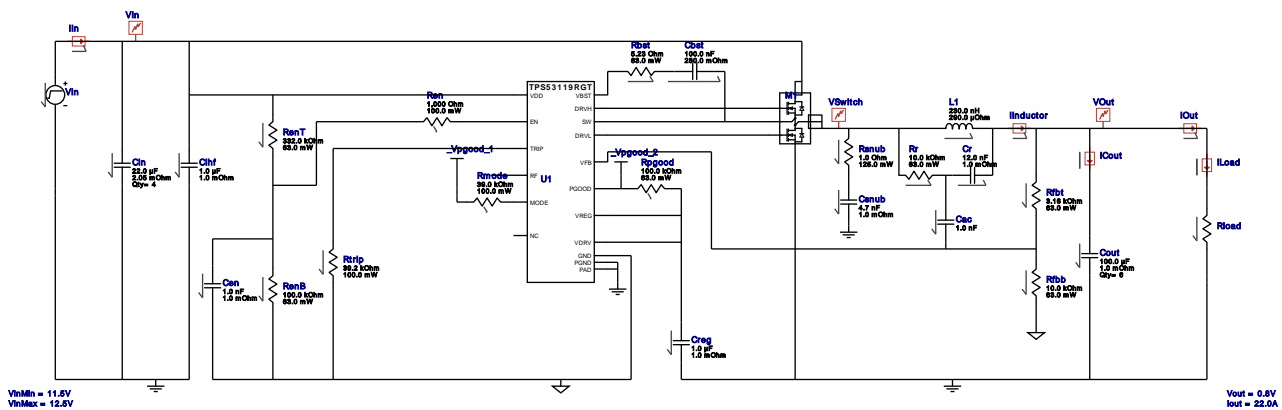 Iin
Vin
Vin
+
-
Cin
22.0 µF
2.05 mOhm
Qty= 4
Cihf
1.0 µF
1.0 mOhm
RenT
332.0 kOhm
63.0 mW
Cen
1.0 nF
1.0 mOhm
RenB
100.0 kOhm
63.0 mW
Ren
1,000 Ohm
100.0 mW
_Vpgood_1
Rmode
39.0 kOhm
100.0 mW
Rtrip
39.2 kOhm
100.0 mW
TPS53119RGT
VDD
EN
TRIP
RF
MODE
NC
U1
VBST
DRVH
SW
DRVL
VFB
PGOOD
VREG
VDRV
GND
PGND
PAD
Rbst
5.23 Ohm
63.0 mW
Cbst
100.0 nF
280.0 mOhm
_Vpgood_2
Rpgood
100.0 kOhm
63.0 mW
Creg
1.0 µF
1.0 mOhm
M1
VSwitch
Rsnub
1.0 Ohm
125.0 mW
Csnub
4.7 nF
1.0 mOhm
L1
230.0 nH
290.0 µOhm
Rr
10.0 kOhm
63.0 mW
Cr
12.0 nF
1.0 mOhm
Cac
1.0 nF
IInductor
Rfbt
3.16 kOhm
63.0 mW
Rfbb
10.0 kOhm
63.0 mW
VOut
ICout
Cout
100.0 µF
1.0 mOhm
Qty= 6
IOut
ILoad
Rload
VinMin = 11.5V
VinMax = 12.5V
Vout = 0.8V
Iout = 22.0A